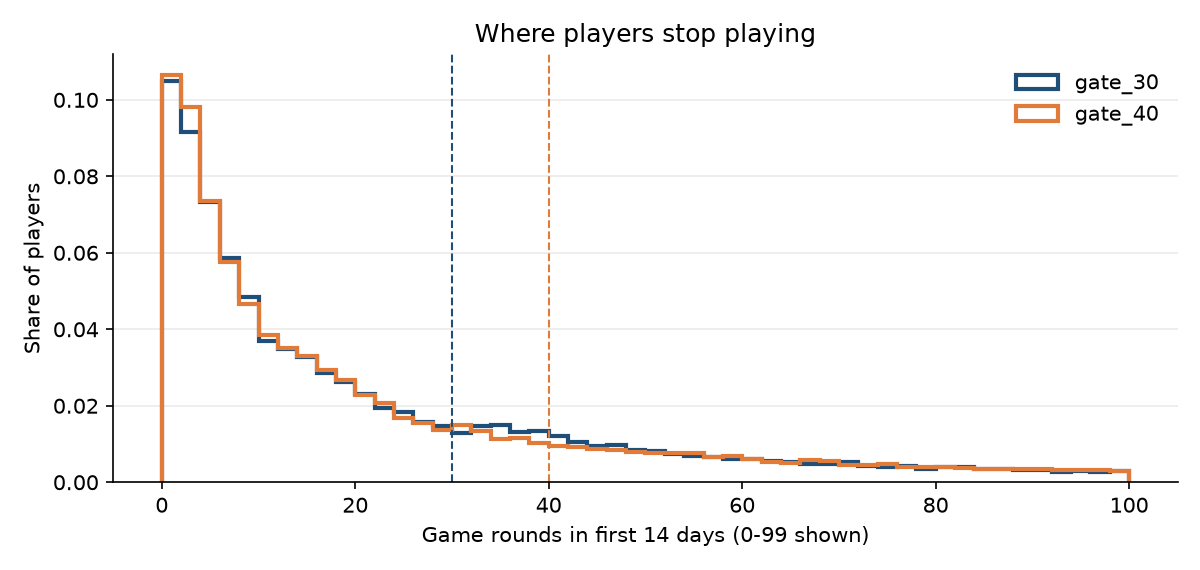 Where players stop playing
gate_30
gate_40
Share of players
0.10
0.08
0.06
0.04
0.02
0.00
0
20
40
60
80
100
Game rounds in first 14 days (0-99 shown)